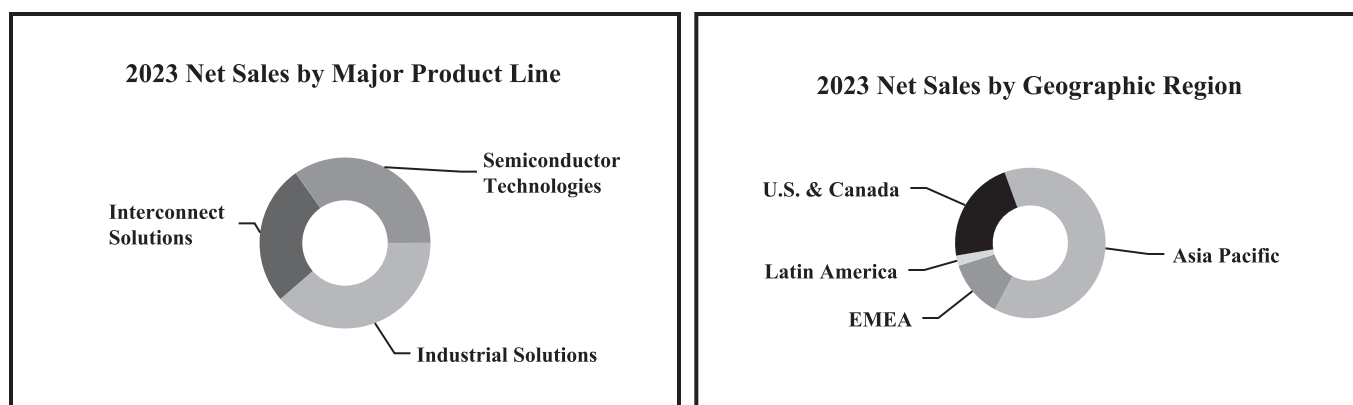 2023 Net Sales by Major Product Line
Semiconductor
Technologies
Interconnect
Solutions
Industrial Solutions
2023 Net Sales by Geographic Region
U.S. & Canada
Asia Pacific
Latin America
EMEA